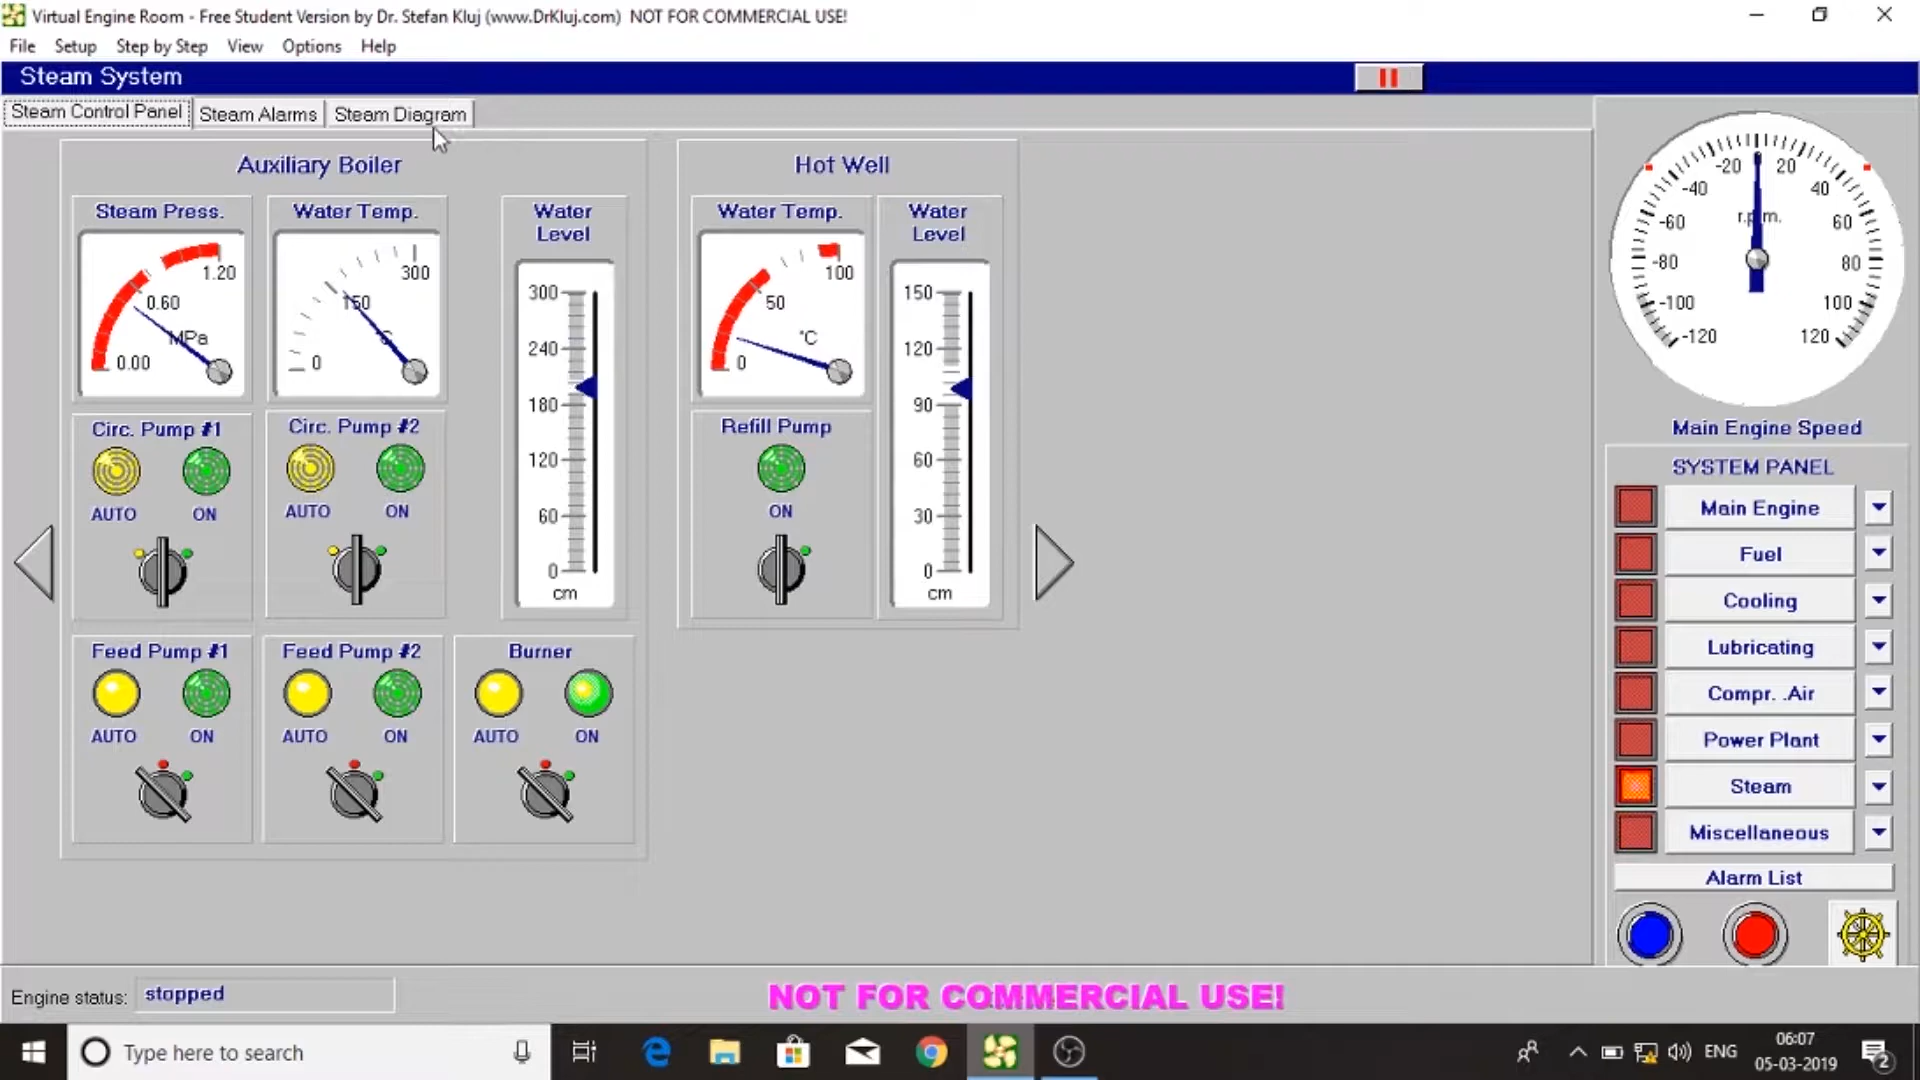 Virtual Engine Room - Free Student Version by Dr. Stefan Kluj (www.DrKluj.com) NOT FOR COMMERCIAL USE!
File Setup Step by Step View Options Help
Steam System
Steam Control Panel Steam Alarms Steam Diagram
Auxiliary Boiler
Steam Press.
1.20
0.60
MPa
0.00
Water Temp.
300
150
°C
0
Water
Level
300
240
180
120
60
0
cm
Circ. Pump #1
AUTO ON
Circ. Pump #2
AUTO ON
Feed Pump #1
AUTO ON
Feed Pump #2
AUTO ON
Burner
AUTO ON
Hot Well
Water Temp.
100
50
°C
0
Water
Level
150
120
90
60
30
0
cm
Refill Pump
ON
-20 20
-40 40
r.p.m.
-60 60
-80 80
-100 100
-120 120
Main Engine Speed
SYSTEM PANEL
Main Engine
Fuel
Cooling
Lubricating
Compr. .Air
Power Plant
Steam
Miscellaneous
Alarm List
Engine status: stopped
NOT FOR COMMERCIAL USE!
Type here to search
ENG
06:07
05-03-2019
2